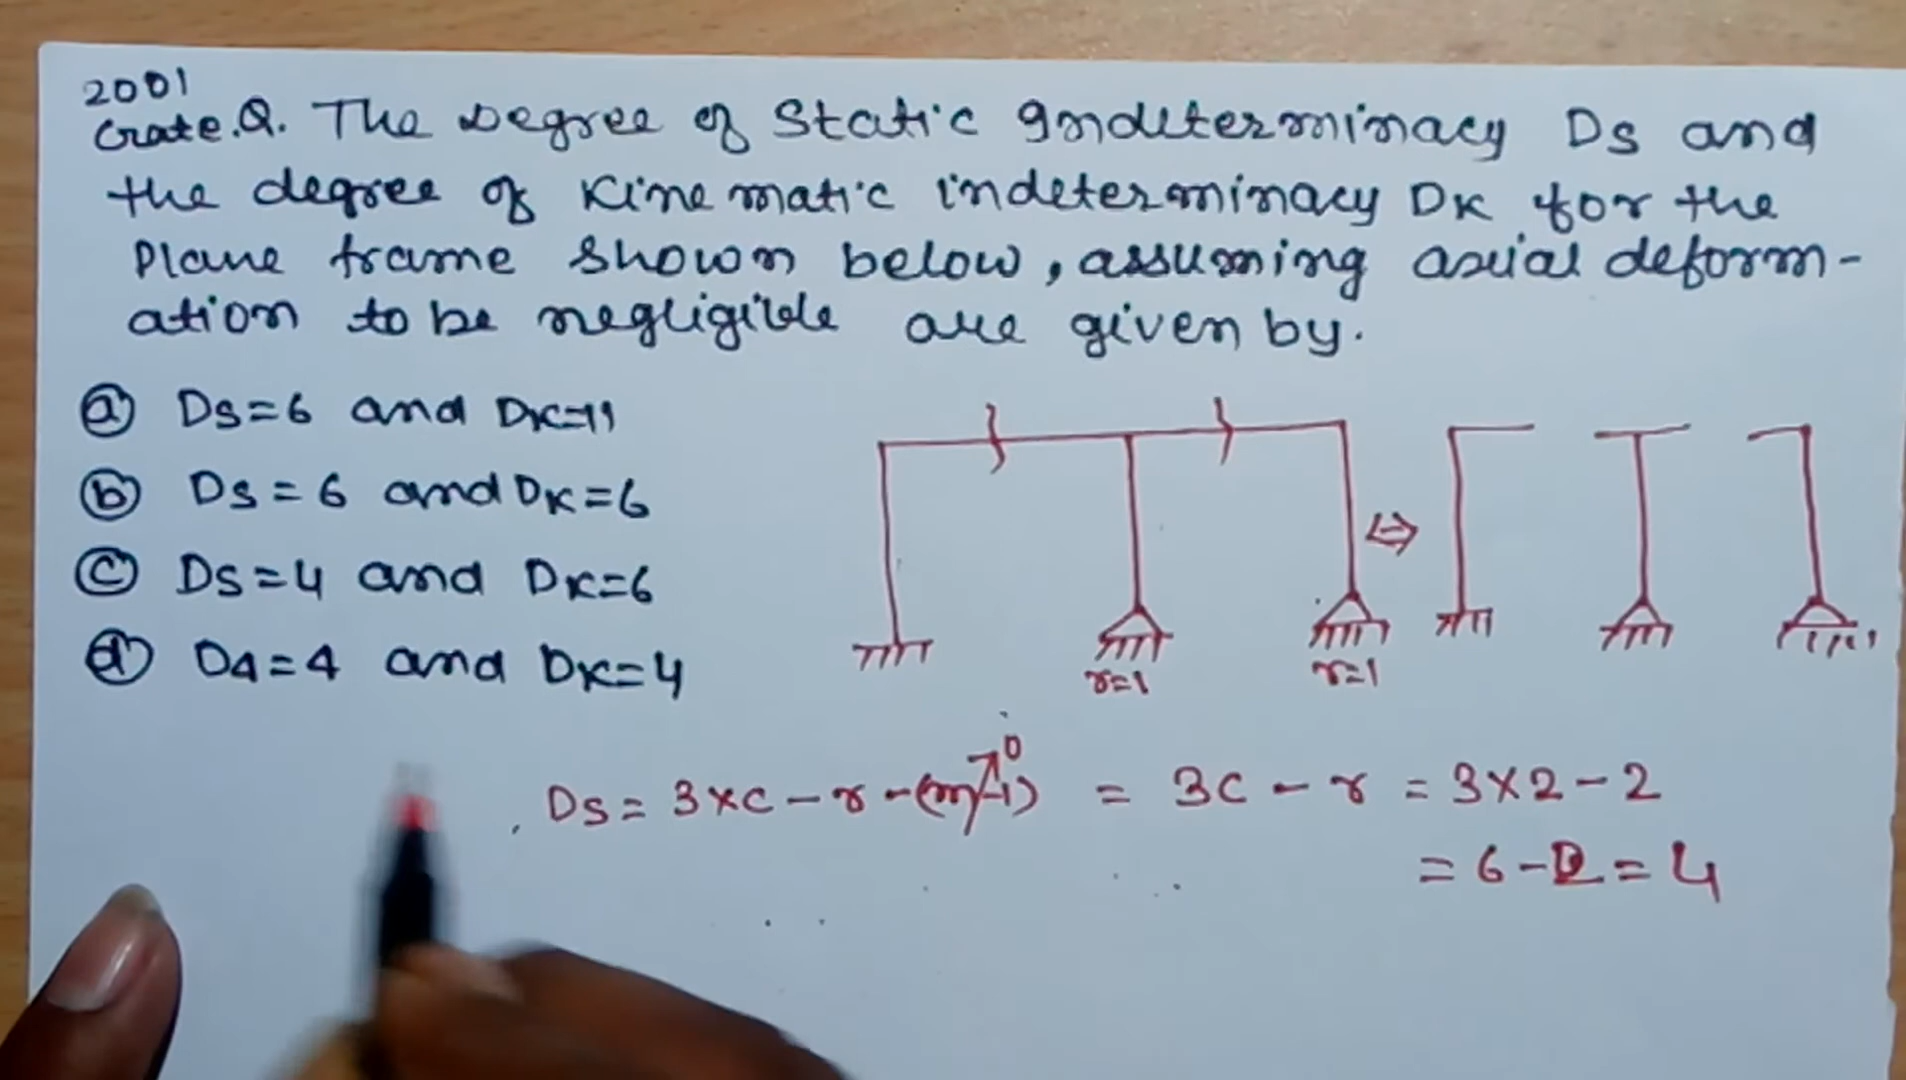 2001
Gate.Q. The Degree of Static Indeterminacy Ds and
the degree of Kinematic indeterminacy DK for the
Plane frame shown below, assuming axial deform-
ation to be negligible are given by.
(a) Ds=6 and DK=11
(b) Ds=6 and DK=6
(c) Ds=4 and DK=6
(d) Ds=4 and DK=4
⇔
r=1
r=1
Ds = 3×C - r - (m-1) 0 = 3C - r = 3×2-2
= 6-2 = 4